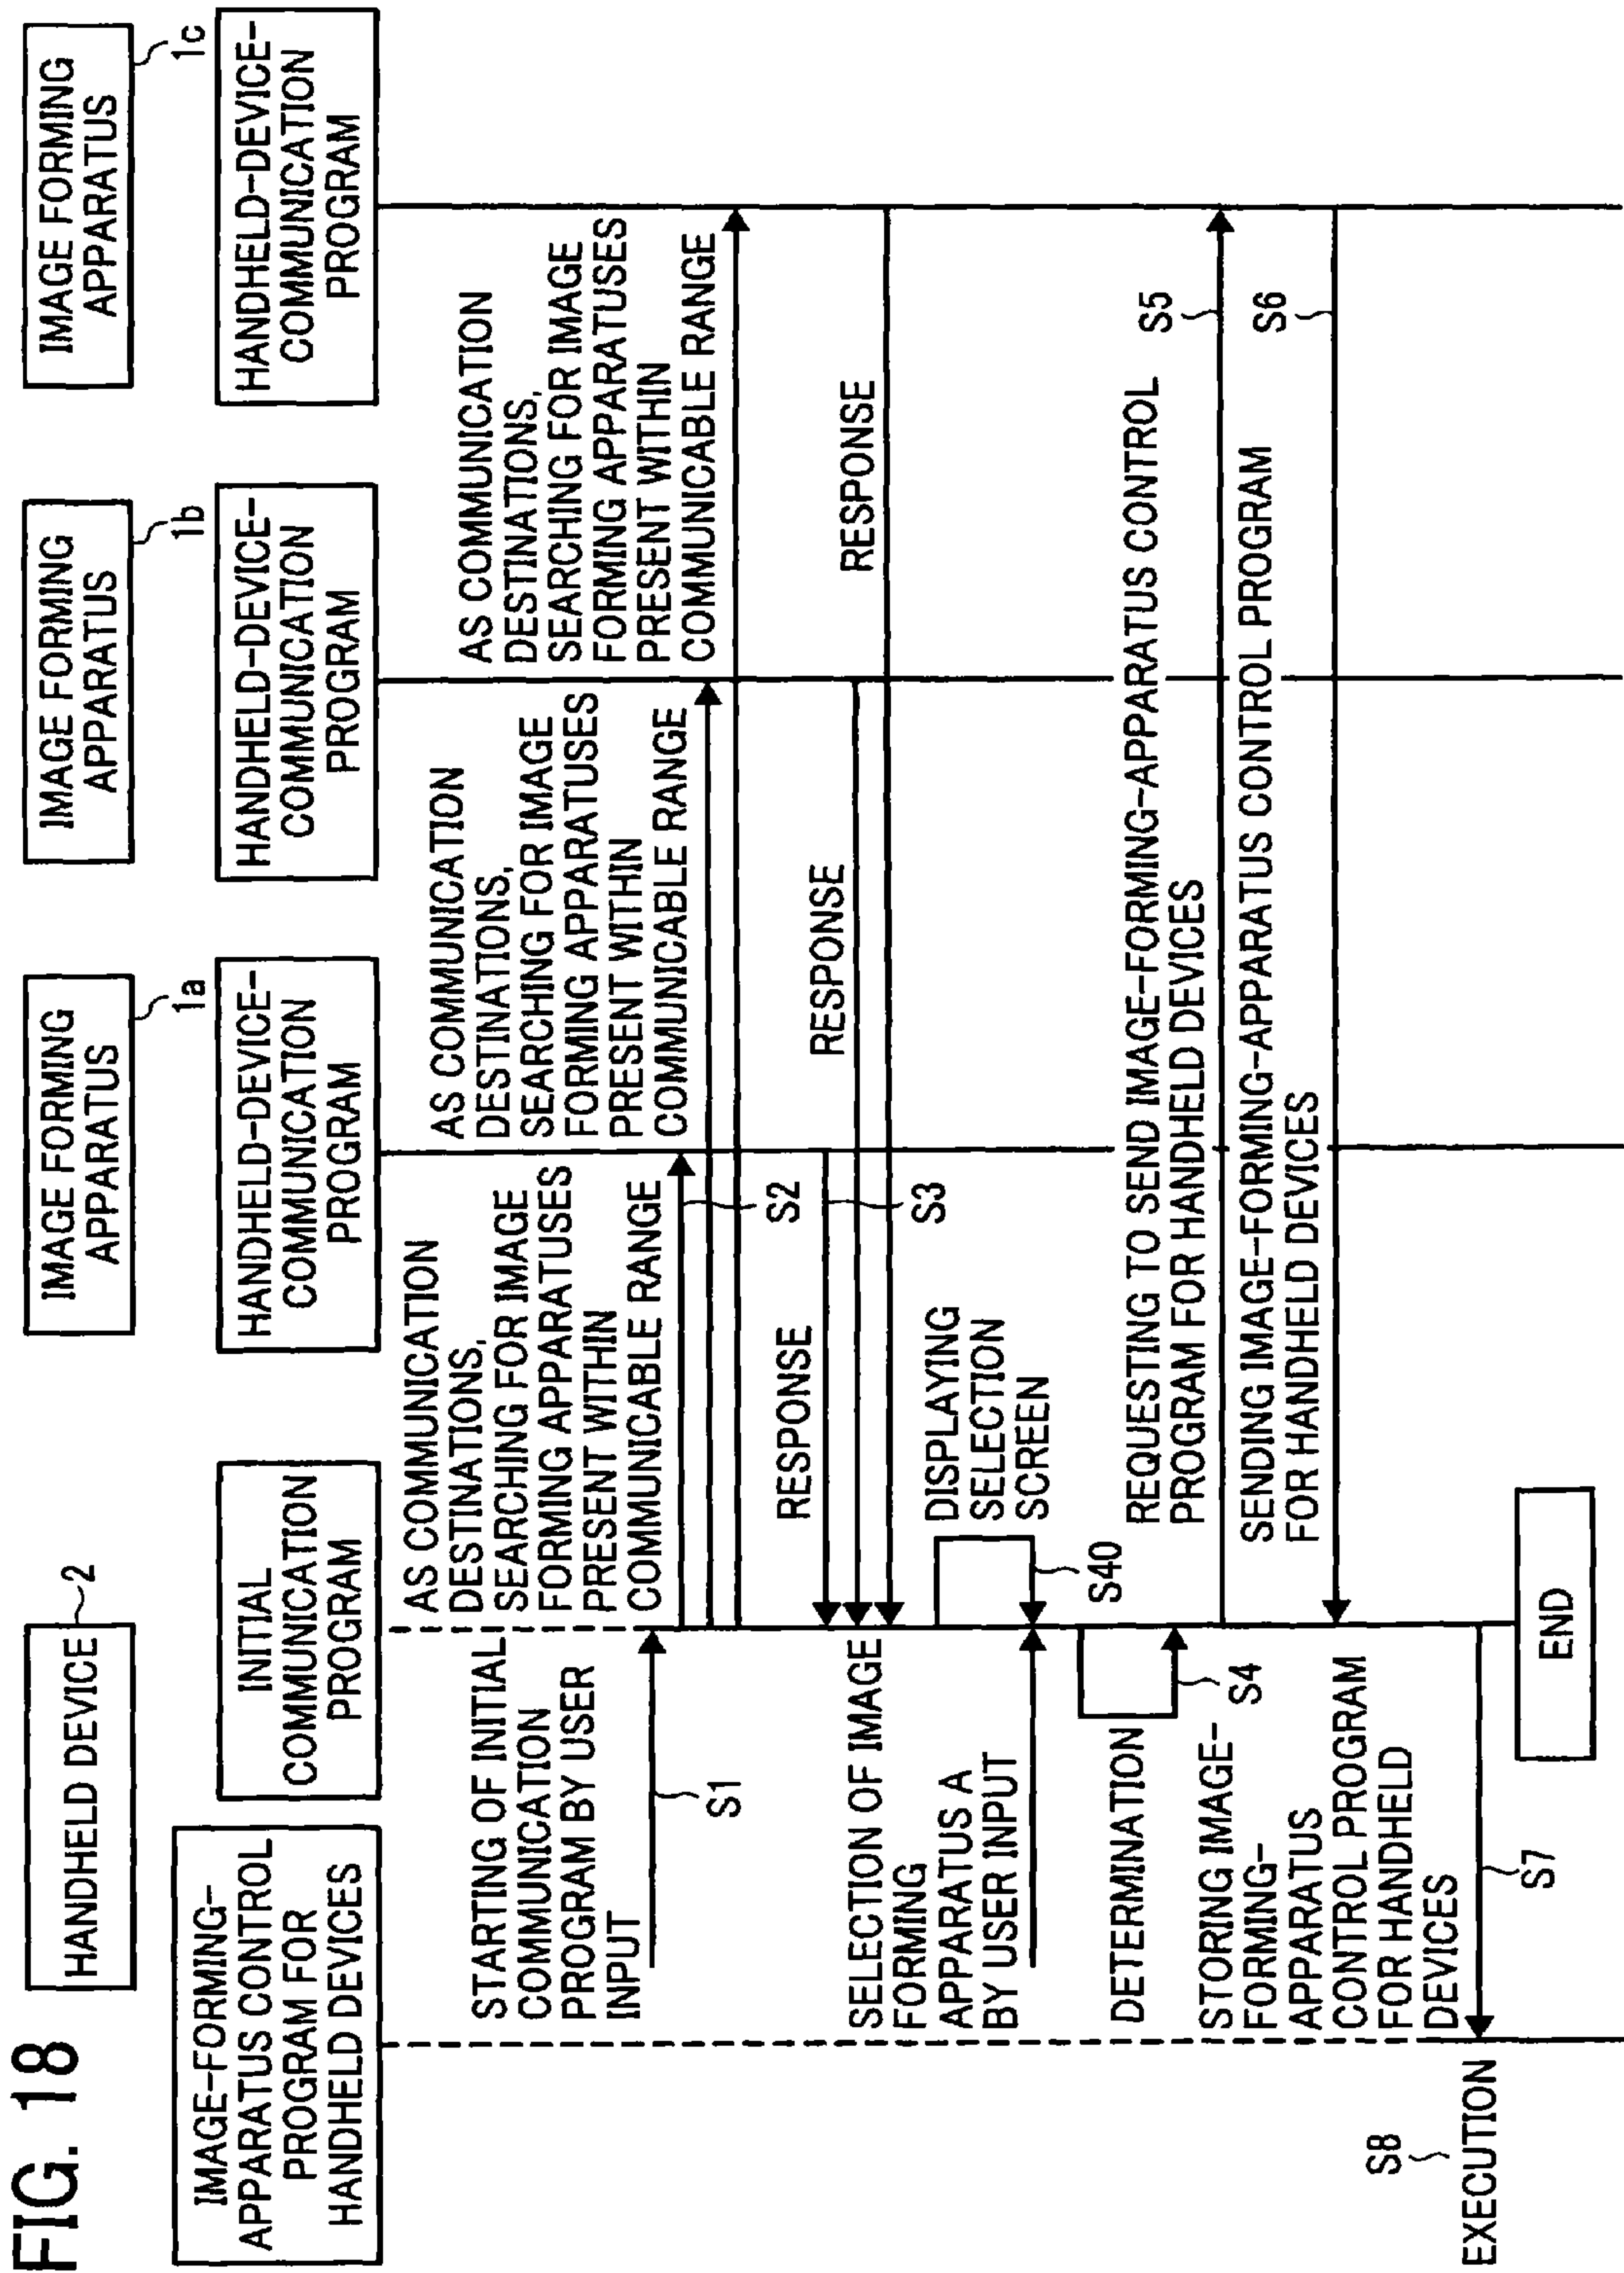 FIG. 18
HANDHELD DEVICE
2
IMAGE FORMING
APPARATUS
1a
IMAGE FORMING
APPARATUS
1b
IMAGE FORMING
APPARATUS
1c
IMAGE-FORMING-
APPARATUS CONTROL
PROGRAM FOR
HANDHELD DEVICES
INITIAL
COMMUNICATION
PROGRAM
HANDHELD-DEVICE-
COMMUNICATION
PROGRAM
HANDHELD-DEVICE-
COMMUNICATION
PROGRAM
HANDHELD-DEVICE-
COMMUNICATION
PROGRAM
STARTING OF INITIAL
COMMUNICATION
PROGRAM BY USER
INPUT
S1
AS COMMUNICATION
DESTINATIONS,
SEARCHING FOR IMAGE
FORMING APPARATUSES
PRESENT WITHIN
COMMUNICABLE RANGE
S2
AS COMMUNICATION
DESTINATIONS,
SEARCHING FOR IMAGE
FORMING APPARATUSES
PRESENT WITHIN
COMMUNICABLE RANGE
AS COMMUNICATION
DESTINATIONS,
SEARCHING FOR IMAGE
FORMING APPARATUSES
PRESENT WITHIN
COMMUNICABLE RANGE
RESPONSE
RESPONSE
RESPONSE
S3
DISPLAYING
SELECTION
SCREEN
S40
SELECTION OF IMAGE
FORMING
APPARATUS A
BY USER INPUT
DETERMINATION
S4
REQUESTING TO SEND IMAGE-FORMING-APPARATUS CONTROL
PROGRAM FOR HANDHELD DEVICES
S5
SENDING IMAGE-FORMING-APPARATUS CONTROL PROGRAM
FOR HANDHELD DEVICES
S6
STORING IMAGE-
FORMING-
APPARATUS
CONTROL PROGRAM
FOR HANDHELD
DEVICES
S7
S8
EXECUTION
END